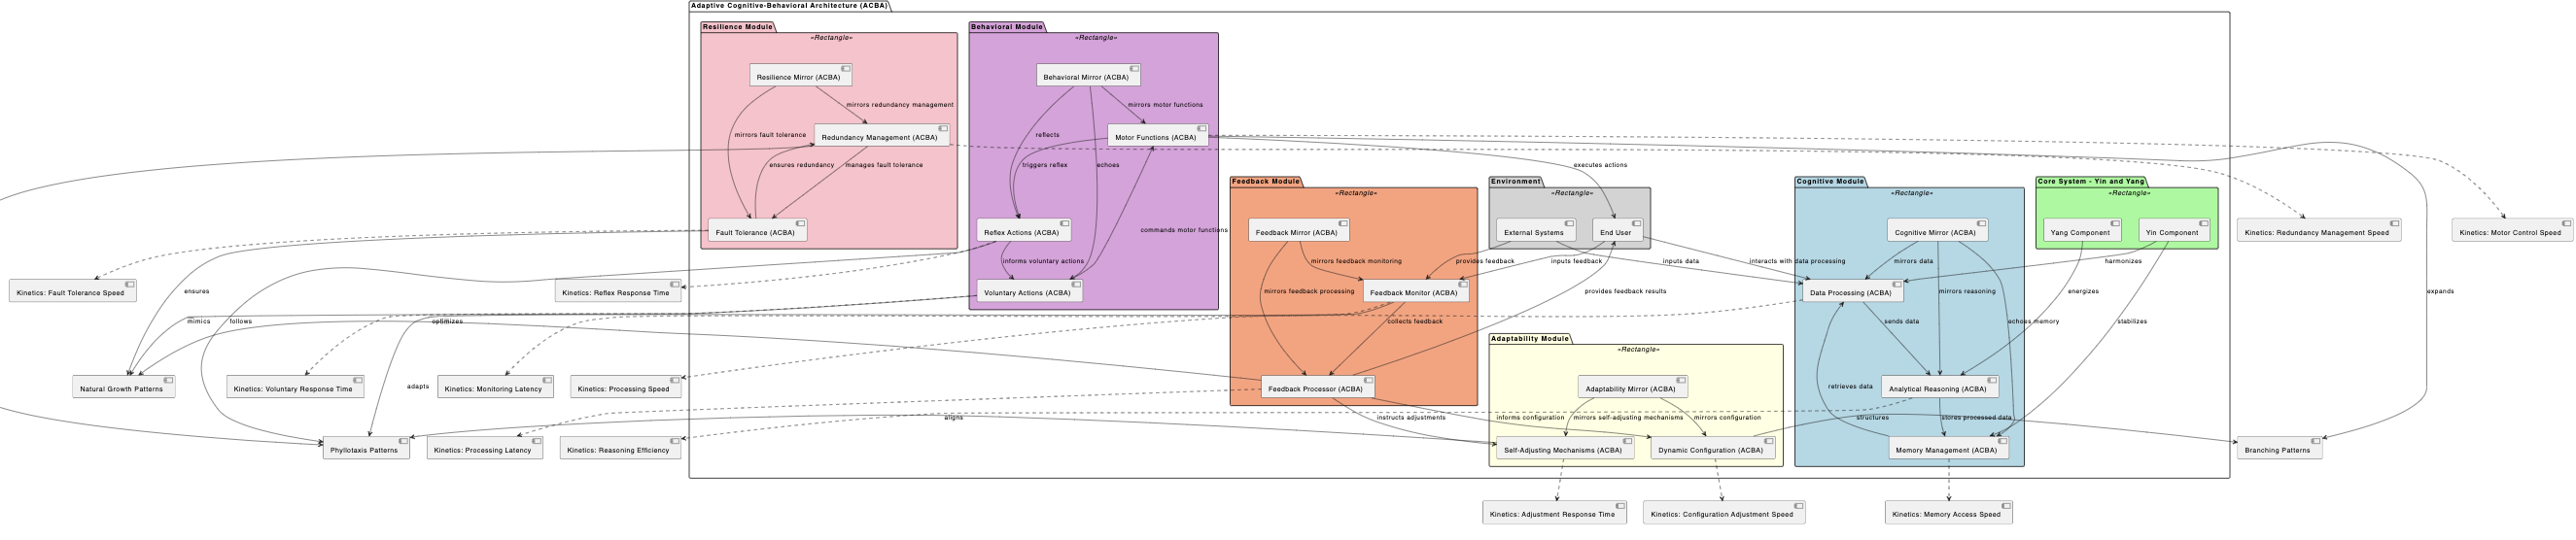 Adaptive Cognitive-Behavioral Architecture (ACBA)
Resilience Module
«Rectangle»
Resilience Mirror (ACBA)
mirrors redundancy management
mirrors fault tolerance
Redundancy Management (ACBA)
ensures redundancy
manages fault tolerance
Fault Tolerance (ACBA)
Behavioral Module
«Rectangle»
Behavioral Mirror (ACBA)
mirrors motor functions
reflects
Motor Functions (ACBA)
triggers reflex
echoes
Reflex Actions (ACBA)
commands motor functions
informs voluntary actions
Voluntary Actions (ACBA)
executes actions
Feedback Module
«Rectangle»
Feedback Mirror (ACBA)
mirrors feedback monitoring
mirrors feedback processing
Feedback Monitor (ACBA)
collects feedback
Feedback Processor (ACBA)
Environment
«Rectangle»
External Systems
End User
provides feedback
inputs feedback
inputs data
interacts with data processing
provides feedback results
Cognitive Module
«Rectangle»
Cognitive Mirror (ACBA)
mirrors data
Data Processing (ACBA)
mirrors reasoning
sends data
echoes memory
Analytical Reasoning (ACBA)
retrieves data
stores processed data
Memory Management (ACBA)
Core System - Yin and Yang
«Rectangle»
Yang Component
Yin Component
harmonizes
energizes
stabilizes
Adaptability Module
«Rectangle»
Adaptability Mirror (ACBA)
mirrors self-adjusting mechanisms
mirrors configuration
Self-Adjusting Mechanisms (ACBA)
Dynamic Configuration (ACBA)
instructs adjustments
informs configuration
structures
aligns
Kinetics: Redundancy Management Speed
Kinetics: Motor Control Speed
expands
Branching Patterns
Kinetics: Fault Tolerance Speed
Kinetics: Reflex Response Time
ensures
mimics
follows
optimizes
adapts
Natural Growth Patterns
Kinetics: Voluntary Response Time
Kinetics: Monitoring Latency
Kinetics: Processing Speed
Phyllotaxis Patterns
Kinetics: Processing Latency
Kinetics: Reasoning Efficiency
Kinetics: Adjustment Response Time
Kinetics: Configuration Adjustment Speed
Kinetics: Memory Access Speed